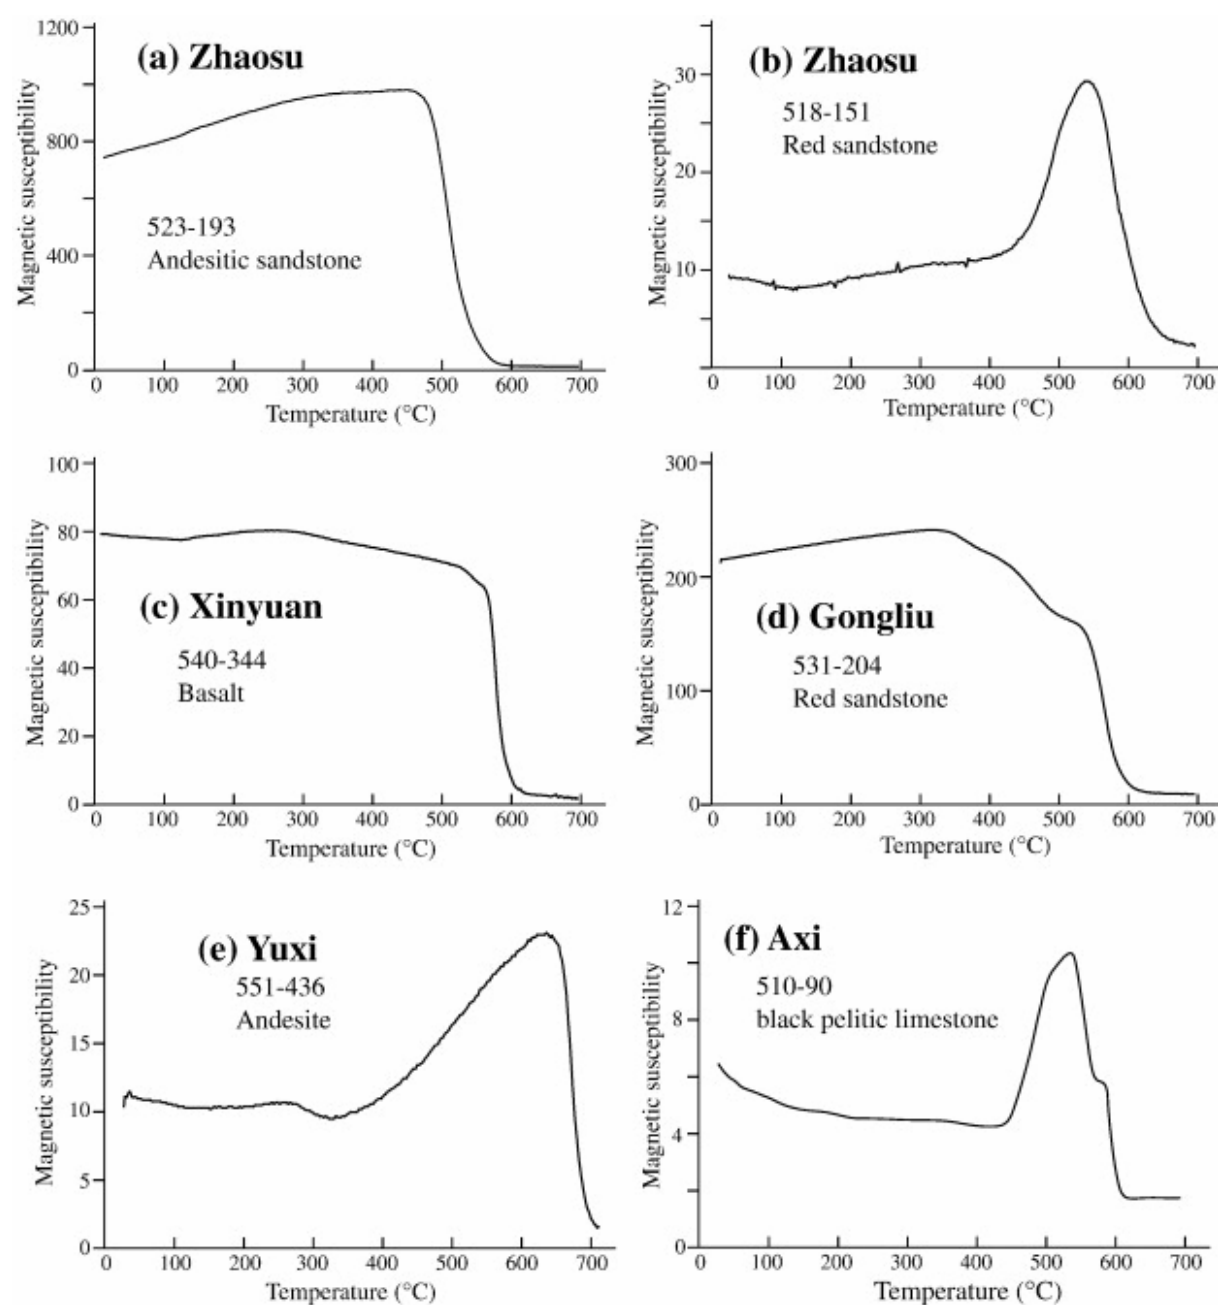 (a) Zhaosu
523-193
Andesitic sandstone
Magnetic susceptibility
1200
800
400
0
0 100 200 300 400 500 600 700
Temperature (°C)
(b) Zhaosu
518-151
Red sandstone
Magnetic susceptibility
30
20
10
0 100 200 300 400 500 600 700
Temperature (°C)
(c) Xinyuan
540-344
Basalt
Magnetic susceptibility
100
80
60
40
20
0
0 100 200 300 400 500 600 700
Temperature (°C)
(d) Gongliu
531-204
Red sandstone
Magnetic susceptibility
300
200
100
0
0 100 200 300 400 500 600 700
Temperature (°C)
(e) Yuxi
551-436
Andesite
Magnetic susceptibility
25
20
15
10
5
0
0 100 200 300 400 500 600 700
Temperature (°C)
(f) Axi
510-90
black pelitic limestone
Magnetic susceptibility
12
8
4
0
0 100 200 300 400 500 600 700
Temperature (°C)